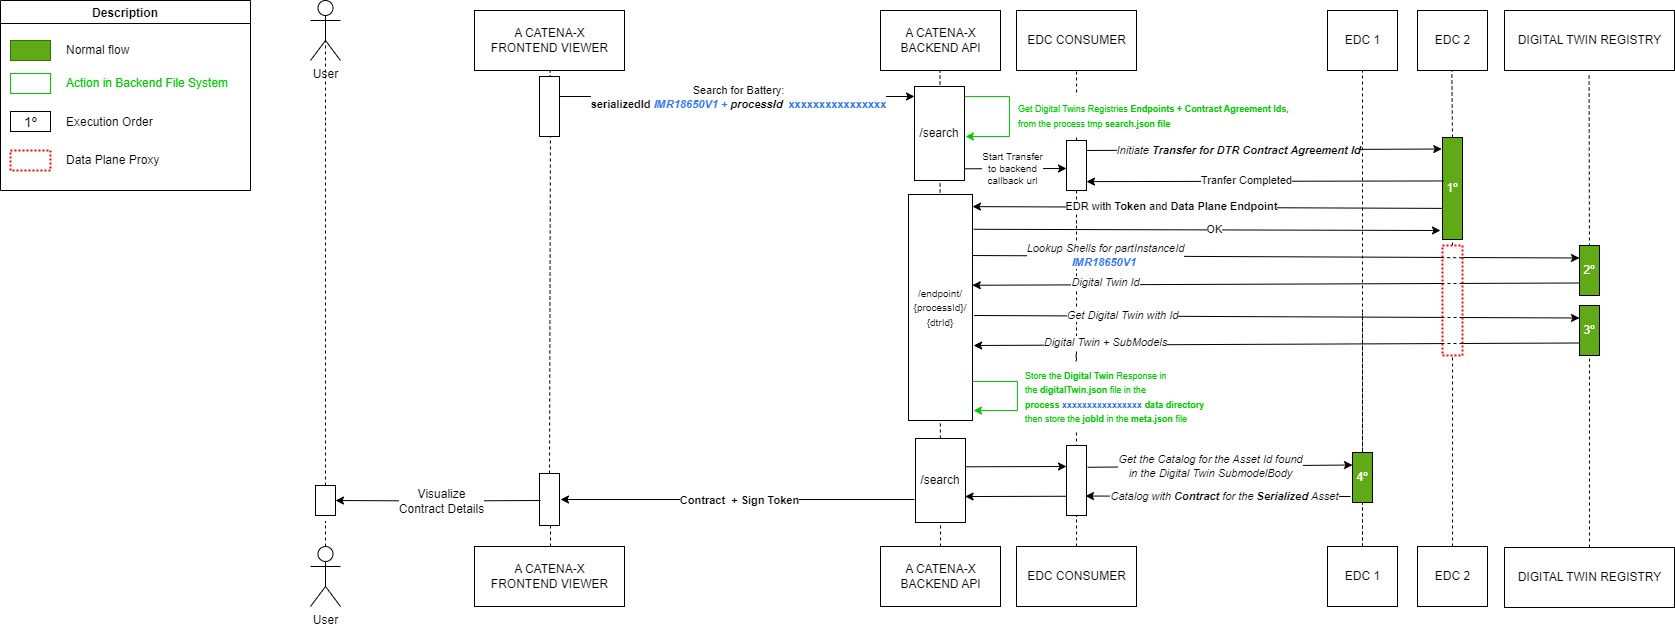 Description
Normal flow
Action in Backend File System
1º
Execution Order
Data Plane Proxy
User
A CATENA-X
FRONTEND VIEWER
A CATENA-X
BACKEND API
EDC CONSUMER
EDC 1
EDC 2
DIGITAL TWIN REGISTRY
Search for Battery:
serializedId IMR18650V1 + processId xxxxxxxxxxxxxxxx
/search
Get Digital Twins Registries Endpoints + Contract Agreement Ids,
from the process tmp search.json file
Start Transfer
to backend
callback url
Initiate Transfer for DTR Contract Agreement Id
Tranfer Completed
1º
EDR with Token and Data Plane Endpoint
OK
Lookup Shells for partInstanceId
IMR18650V1
2º
Digital Twin Id
/endpoint/
{processId}/
{dtrId}
Get Digital Twin with Id
3º
Digital Twin + SubModels
Store the Digital Twin Response in
the digitalTwin.json file in the
process xxxxxxxxxxxxxxxx data directory
then store the jobId in the meta.json file
/search
Get the Catalog for the Asset Id found
in the Digital Twin SubmodelBody
4º
Catalog with Contract for the Serialized Asset
Contract + Sign Token
Visualize
Contract Details
User
A CATENA-X
FRONTEND VIEWER
A CATENA-X
BACKEND API
EDC CONSUMER
EDC 1
EDC 2
DIGITAL TWIN REGISTRY